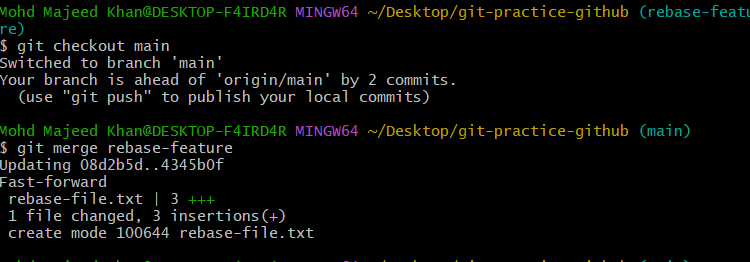 Mohd Majeed Khan@DESKTOP-F4IRD4R MINGW64 ~/Desktop/git-practice-github (rebase-featu
re)
$ git checkout main
Switched to branch 'main'
Your branch is ahead of 'origin/main' by 2 commits.
  (use "git push" to publish your local commits)

Mohd Majeed Khan@DESKTOP-F4IRD4R MINGW64 ~/Desktop/git-practice-github (main)
$ git merge rebase-feature
Updating 08d2b5d..4345b0f
Fast-forward
 rebase-file.txt | 3 +++
 1 file changed, 3 insertions(+)
 create mode 100644 rebase-file.txt